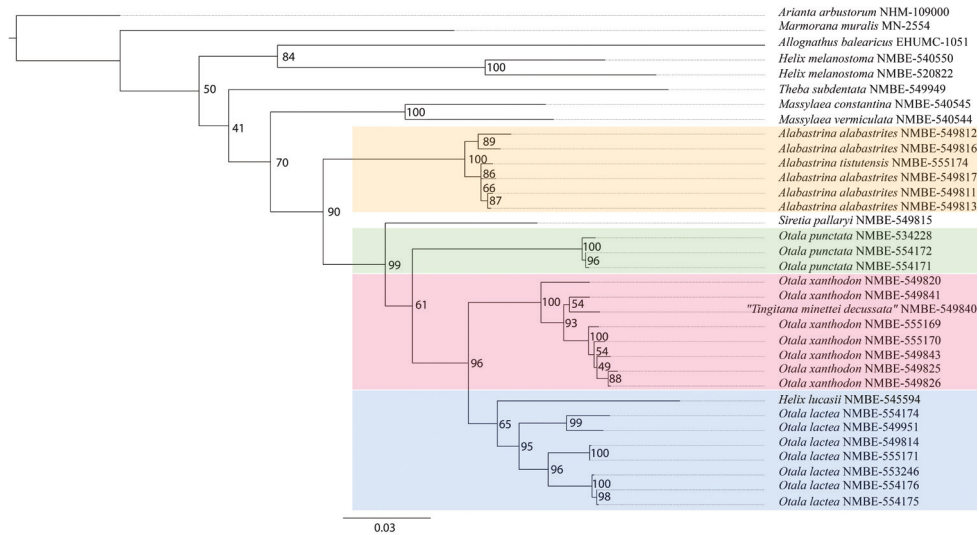 Arianta arbustorum NHM-109000
Marmorana muralis MN-2554
Allognathus balearicus EHUMC-1051
84
Helix melanostoma NMBE-540550
100
Helix melanostoma NMBE-520822
50
Theba subdentata NMBE-549949
41
Massylaea constantina NMBE-540545
100
Massylaea vermiculata NMBE-540544
70
Alabastrina alabastrites NMBE-549812
89
Alabastrina alabastrites NMBE-549816
100
Alabastrina tistutensis NMBE-555174
86
Alabastrina alabastrites NMBE-549817
66
Alabastrina alabastrites NMBE-549811
87
Alabastrina alabastrites NMBE-549813
90
Siretia pallaryi NMBE-549815
99
Otala punctata NMBE-534228
100
Otala punctata NMBE-554172
96
Otala punctata NMBE-554171
61
Otala xanthodon NMBE-549820
100
Otala xanthodon NMBE-549841
54
"Tingitana minettei decussata" NMBE-549840
93
Otala xanthodon NMBE-555169
100
Otala xanthodon NMBE-555170
54
Otala xanthodon NMBE-549843
49
Otala xanthodon NMBE-549825
88
Otala xanthodon NMBE-549826
96
Helix lucasii NMBE-545594
65
Otala lactea NMBE-554174
99
Otala lactea NMBE-549951
95
Otala lactea NMBE-549814
100
Otala lactea NMBE-555171
96
Otala lactea NMBE-553246
100
Otala lactea NMBE-554176
98
Otala lactea NMBE-554175
0.03